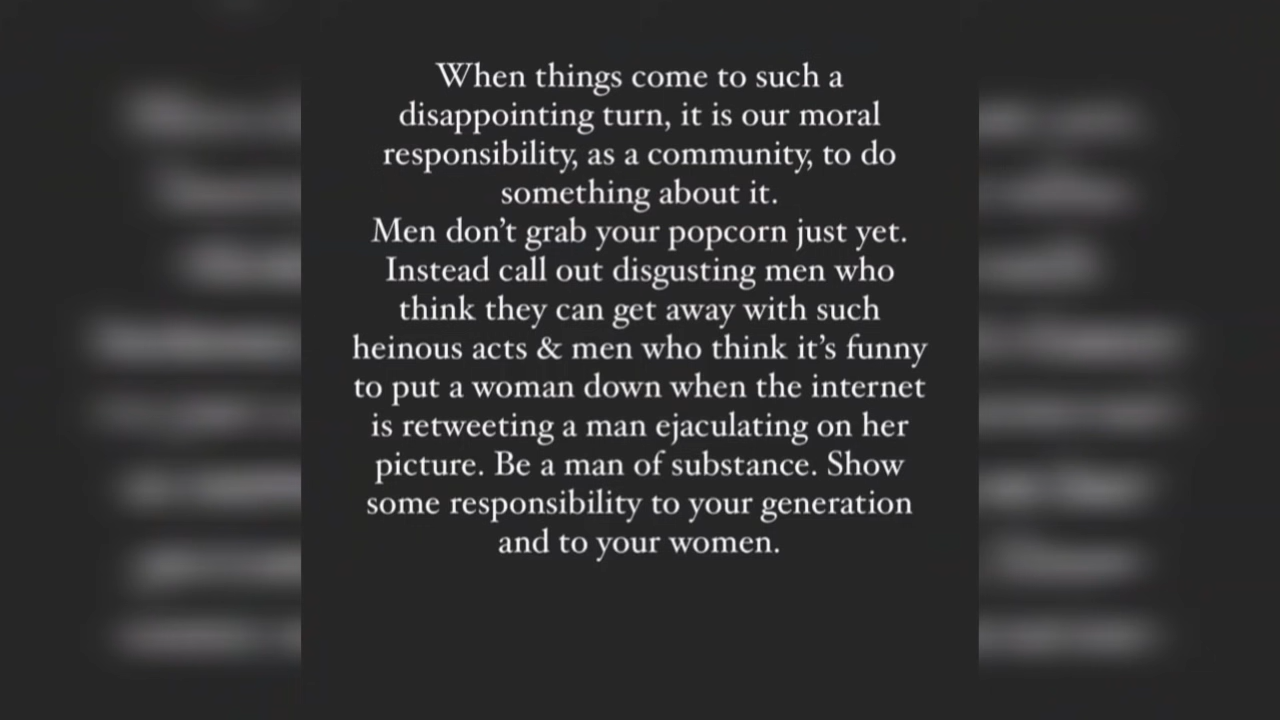 When things come to such a
disappointing turn, it is our moral
responsibility, as a community, to do
something about it.
Men don't grab your popcorn just yet.
Instead call out disgusting men who
think they can get away with such
heinous acts & men who think it's funny
to put a woman down when the internet
is retweeting a man ejaculating on her
picture. Be a man of substance. Show
some responsibility to your generation
and to your women.